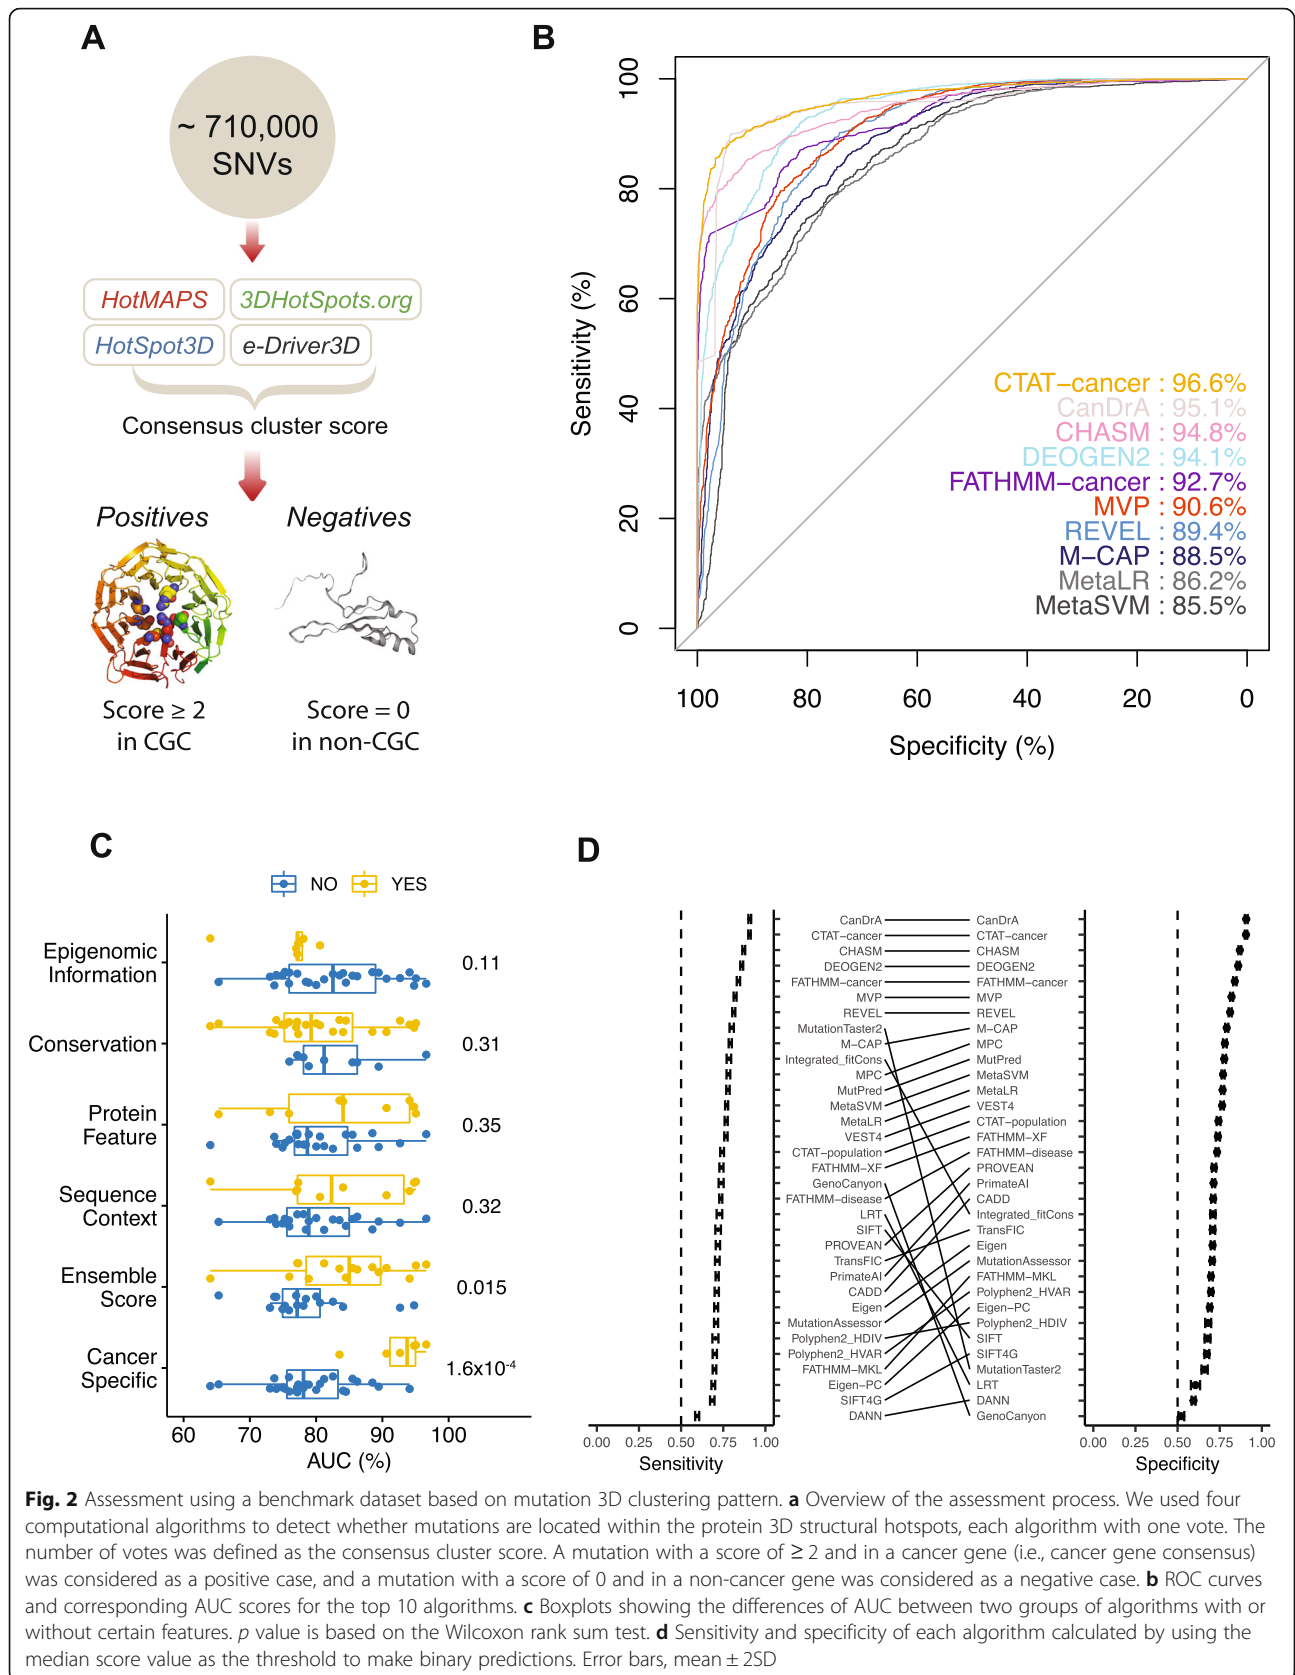 A
~ 710,000
SNVs
HotMAPS
3DHotSpots.org
HotSpot3D
e-Driver3D
Consensus cluster score
Positives
Negatives
Score ≥ 2
in CGC
Score = 0
in non-CGC
B
Sensitivity (%)
100
80
60
40
20
0
CTAT−cancer : 96.6%
CanDrA : 95.1%
CHASM : 94.8%
DEOGEN2 : 94.1%
FATHMM−cancer : 92.7%
MVP : 90.6%
REVEL : 89.4%
M−CAP : 88.5%
MetaLR : 86.2%
MetaSVM : 85.5%
100 80 60 40 20 0
Specificity (%)
C
NO YES
Epigenomic
Information
0.11
Conservation
0.31
Protein
Feature
0.35
Sequence
Context
0.32
Ensemble
Score
0.015
Cancer
Specific
1.6x10-4
60 70 80 90 100
AUC (%)
D
CanDrA CanDrA
CTAT-cancer CTAT-cancer
CHASM CHASM
DEOGEN2 DEOGEN2
FATHMM-cancer FATHMM-cancer
MVP MVP
REVEL REVEL
MutationTaster2 M-CAP
M-CAP MPC
Integrated_fitCons MutPred
MPC MetaSVM
MutPred MetaLR
MetaSVM VEST4
MetaLR CTAT-population
VEST4 FATHMM-XF
CTAT-population FATHMM-disease
FATHMM-XF PROVEAN
GenoCanyon PrimateAI
FATHMM-disease CADD
LRT Integrated_fitCons
SIFT TransFIC
PROVEAN Eigen
TransFIC MutationAssessor
PrimateAI FATHMM-MKL
CADD Polyphen2_HVAR
Eigen Eigen-PC
MutationAssessor Polyphen2_HDIV
Polyphen2_HDIV SIFT
Polyphen2_HVAR SIFT4G
FATHMM-MKL MutationTaster2
Eigen-PC LRT
SIFT4G DANN
DANN GenoCanyon
0.00 0.25 0.50 0.75 1.00
Sensitivity
0.00 0.25 0.50 0.75 1.00
Specificity
Fig. 2 Assessment using a benchmark dataset based on mutation 3D clustering pattern. a Overview of the assessment process. We used four
computational algorithms to detect whether mutations are located within the protein 3D structural hotspots, each algorithm with one vote. The
number of votes was defined as the consensus cluster score. A mutation with a score of ≥ 2 and in a cancer gene (i.e., cancer gene consensus)
was considered as a positive case, and a mutation with a score of 0 and in a non-cancer gene was considered as a negative case. b ROC curves
and corresponding AUC scores for the top 10 algorithms. c Boxplots showing the differences of AUC between two groups of algorithms with or
without certain features. p value is based on the Wilcoxon rank sum test. d Sensitivity and specificity of each algorithm calculated by using the
median score value as the threshold to make binary predictions. Error bars, mean ± 2SD